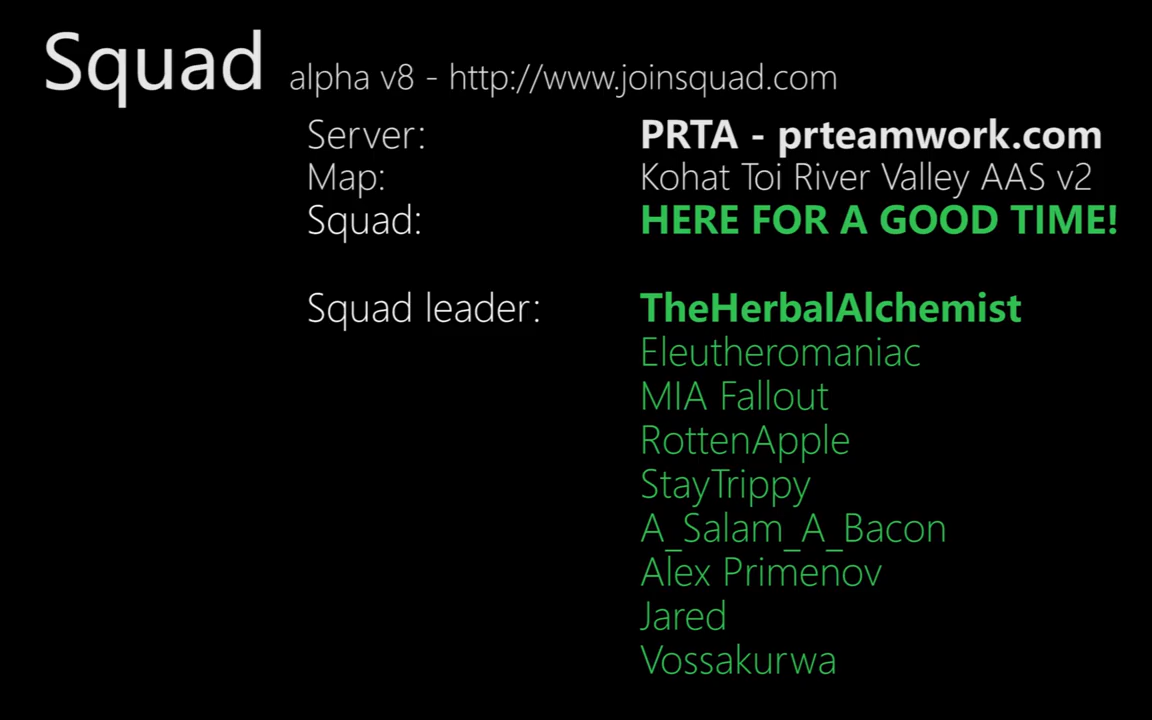 Squad alpha v8 - http://www.joinsquad.com
Server: PRTA - prteamwork.com
Map: Kohat Toi River Valley AAS v2
Squad: HERE FOR A GOOD TIME!
Squad leader: TheHerbalAlchemist
Eleutheromaniac
MIA Fallout
RottenApple
StayTrippy
A_Salam_A_Bacon
Alex Primenov
Jared
Vossakurwa